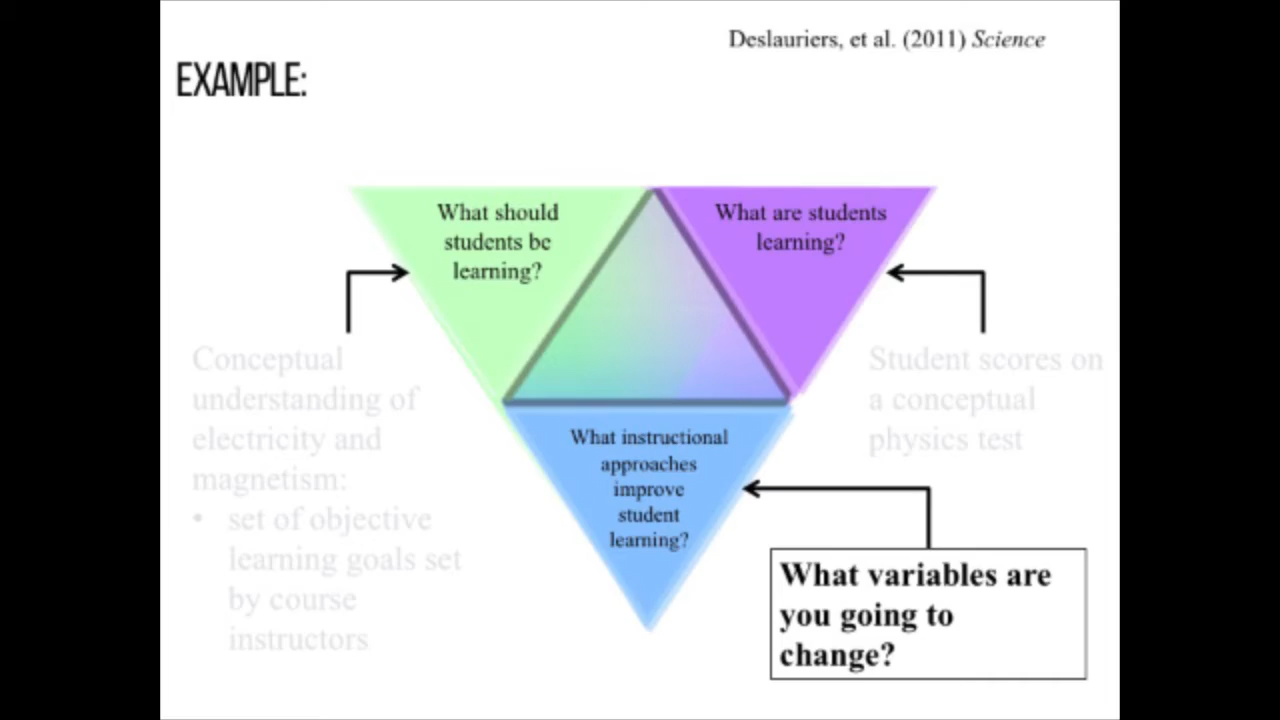 Deslauriers, et al. (2011) Science
EXAMPLE:
What should
students be
learning?
What are students
learning?
Conceptual
understanding of
electricity and
magnetism:
• set of objective
learning goals set
by course
instructors
Student scores on
a conceptual
physics test
What instructional
approaches
improve
student
learning?
What variables are
you going to
change?